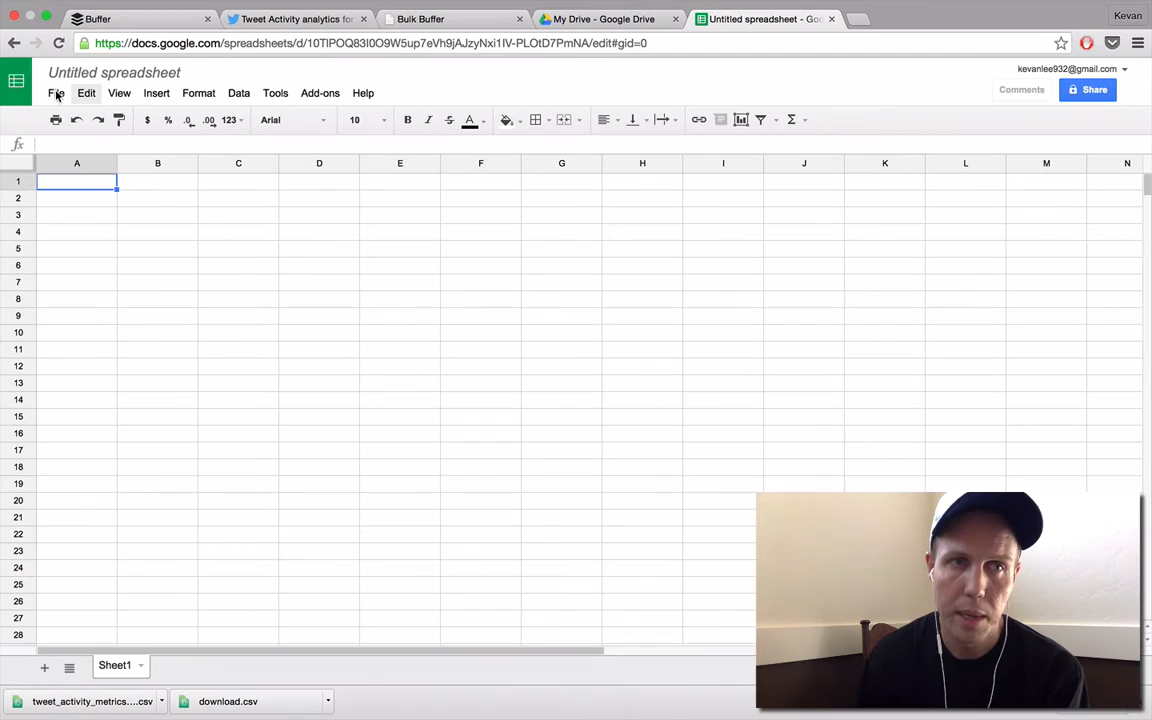 Buffer
Tweet Activity analytics for
Bulk Buffer
My Drive - Google Drive
Untitled spreadsheet - Goo
Kevan
https://docs.google.com/spreadsheets/d/10TlPOQ83I0O9W5up7eVh9jAJzyNxi1IV-PLOtD7PmNA/edit#gid=0
Untitled spreadsheet
kevanlee932@gmail.com
File Edit View Insert Format Data Tools Add-ons Help
Comments
Share
$ % .0 .00 123 Arial 10 B I S A Σ
fx
A B C D E F G H I J K L M N
1
2
3
4
5
6
7
8
9
10
11
12
13
14
15
16
17
18
19
20
21
22
23
24
25
26
27
28
+ Sheet1
tweet_activity_metrics....csv
download.csv